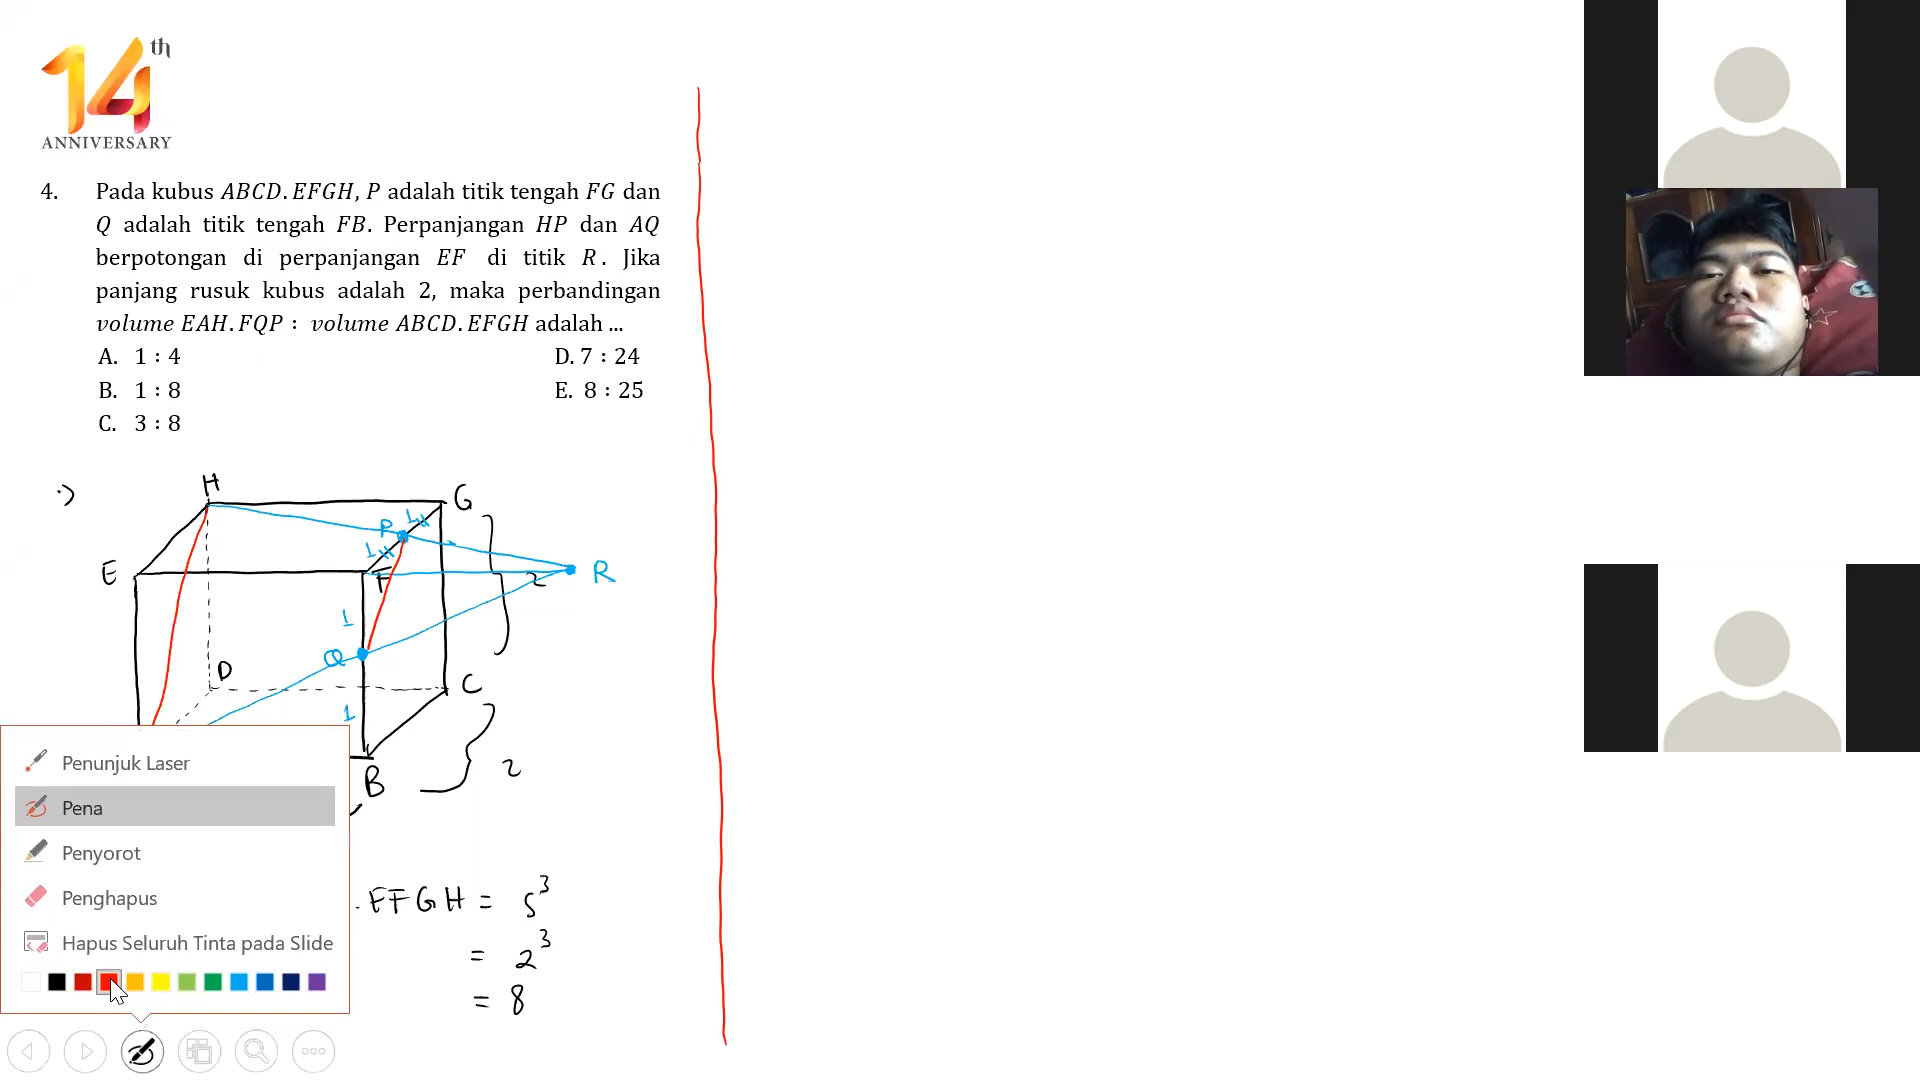 14th
ANNIVERSARY
4. Pada kubus ABCD.EFGH, P adalah titik tengah FG dan
Q adalah titik tengah FB. Perpanjangan HP dan AQ
berpotongan di perpanjangan EF di titik R. Jika
panjang rusuk kubus adalah 2, maka perbandingan
volume EAH.FQP : volume ABCD.EFGH adalah ...
A. 1 : 4
D. 7 : 24
B. 1 : 8
E. 8 : 25
C. 3 : 8
H
G
P
1
1
E
F
R
2
1
Q
D
C
1
B
2
Penunjuk Laser
Pena
Penyorot
Penghapus
Hapus Seluruh Tinta pada Slide
.EFGH = s³
= 2³
= 8